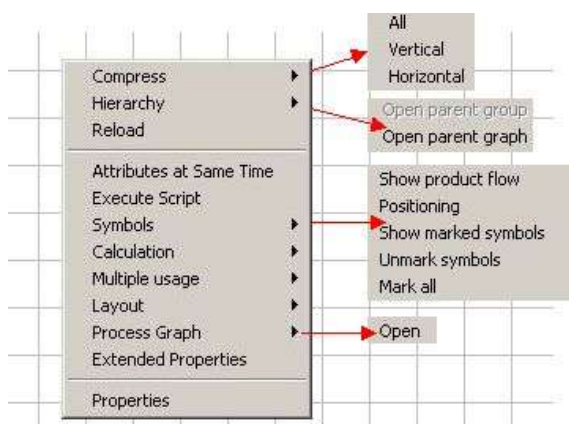 Compress
Hierarchy
Reload
Attributes at Same Time
Execute Script
Symbols
Calculation
Multiple usage
Layout
Process Graph
Extended Properties
Properties
All
Vertical
Horizontal
Open parent group
Open parent graph
Show product flow
Positioning
Show marked symbols
Unmark symbols
Mark all
Open